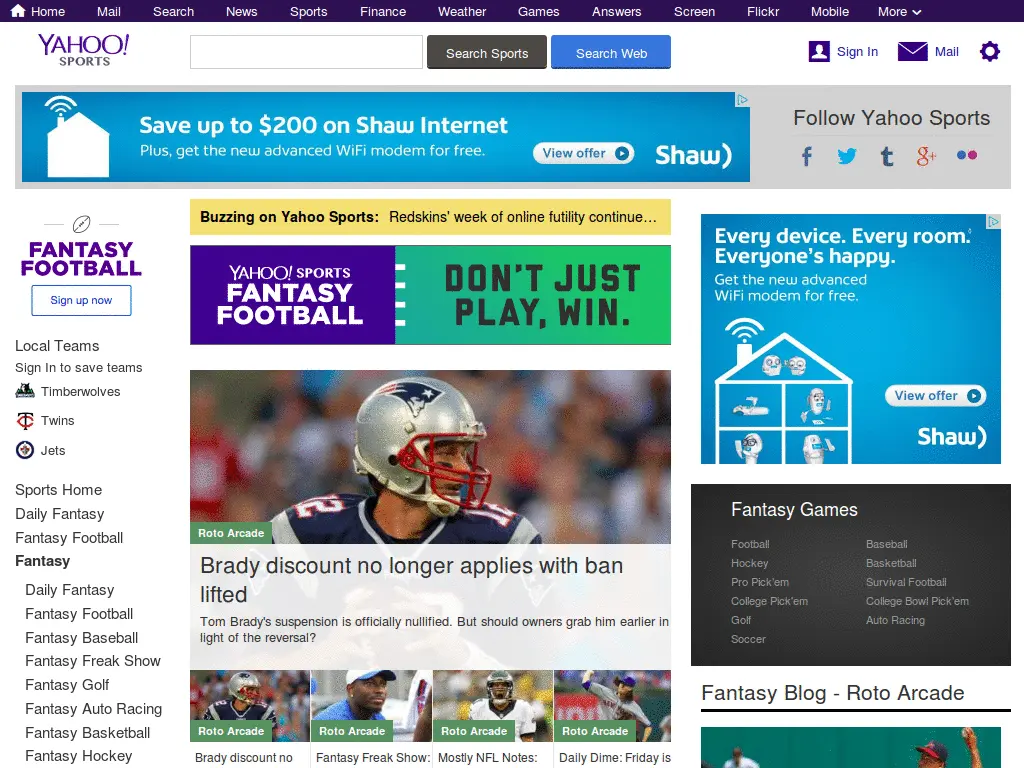 Home Mail Search News Sports Finance Weather Games Answers Screen Flickr Mobile More
YAHOO!
SPORTS
Search Sports
Search Web
Sign In
Mail
Save up to $200 on Shaw Internet
Plus, get the new advanced WiFi modem for free.
View offer
Shaw)
Follow Yahoo Sports
FANTASY
FOOTBALL
Sign up now
Local Teams
Sign In to save teams
Timberwolves
Twins
Jets
Sports Home
Daily Fantasy
Fantasy Football
Fantasy
Daily Fantasy
Fantasy Football
Fantasy Baseball
Fantasy Freak Show
Fantasy Golf
Fantasy Auto Racing
Fantasy Basketball
Fantasy Hockey
Buzzing on Yahoo Sports: Redskins' week of online futility continue…
YAHOO! SPORTS
FANTASY
FOOTBALL
DON'T JUST
PLAY, WIN.
12
Roto Arcade
Brady discount no longer applies with ban
lifted
Tom Brady's suspension is officially nullified. But should owners grab him earlier in
light of the reversal?
Roto Arcade
Roto Arcade
Roto Arcade
Roto Arcade
Brady discount no
Fantasy Freak Show:
Mostly NFL Notes:
Daily Dime: Friday is
Every device. Every room.
Everyone's happy.
Get the new advanced
WiFi modem for free.
View offer
Shaw)
Fantasy Games
Football
Baseball
Hockey
Basketball
Pro Pick'em
Survival Football
College Pick'em
College Bowl Pick'em
Golf
Auto Racing
Soccer
Fantasy Blog - Roto Arcade